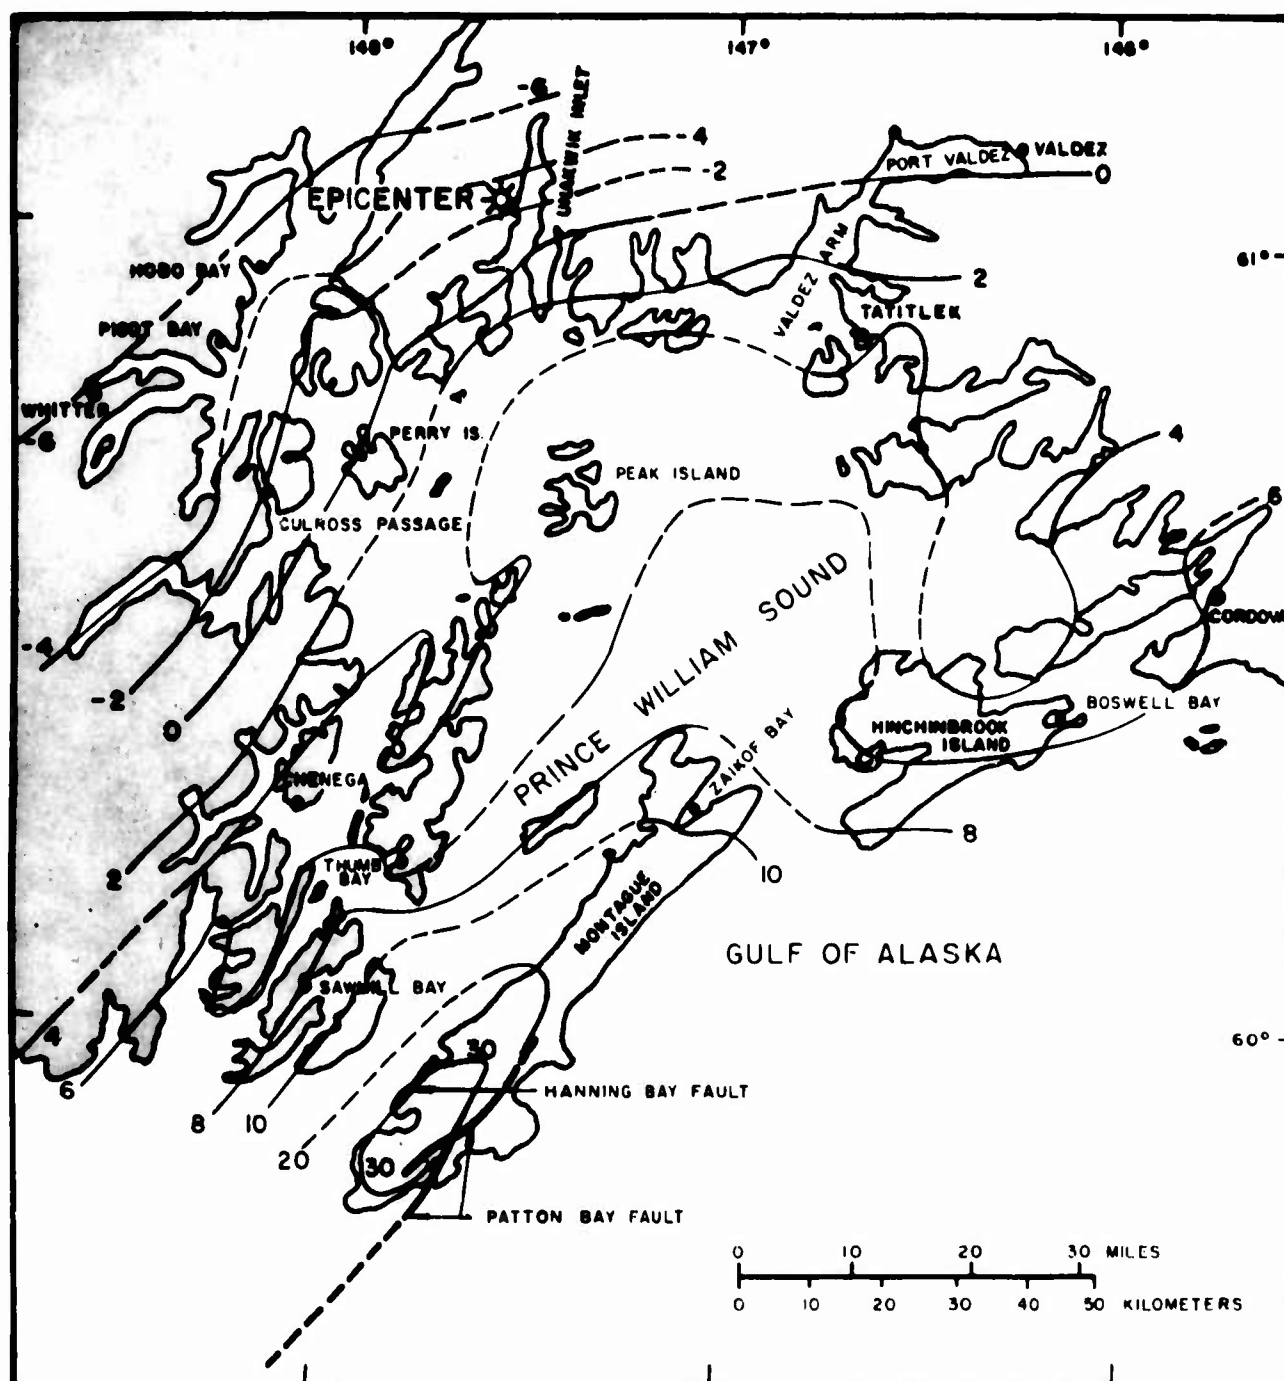 148° 147° 146°
-6
UNAKWIK INLET
-4
-2
PORT VALDEZ
VALDEZ
0
EPICENTER
HOBO BAY
VALDEZ ARM
61°
2
PIGOT BAY
TATITLEK
WHITTER
-6
PERRY IS.
4
PEAK ISLAND
6
CULROSS PASSAGE
CORDOVA
-4
-2
0
PRINCE WILLIAM SOUND
BOSWELL BAY
HINCHINBROOK
ISLAND
ZAIKOF BAY
CHENEGA
8
2
THUMB
BAY
10
MONTAGUE
ISLAND
GULF OF ALASKA
SAWMILL BAY
4
60°
30
6
HANNING BAY FAULT
8
10
20
30
PATTON BAY FAULT
0 10 20 30 MILES
0 10 20 30 40 50 KILOMETERS